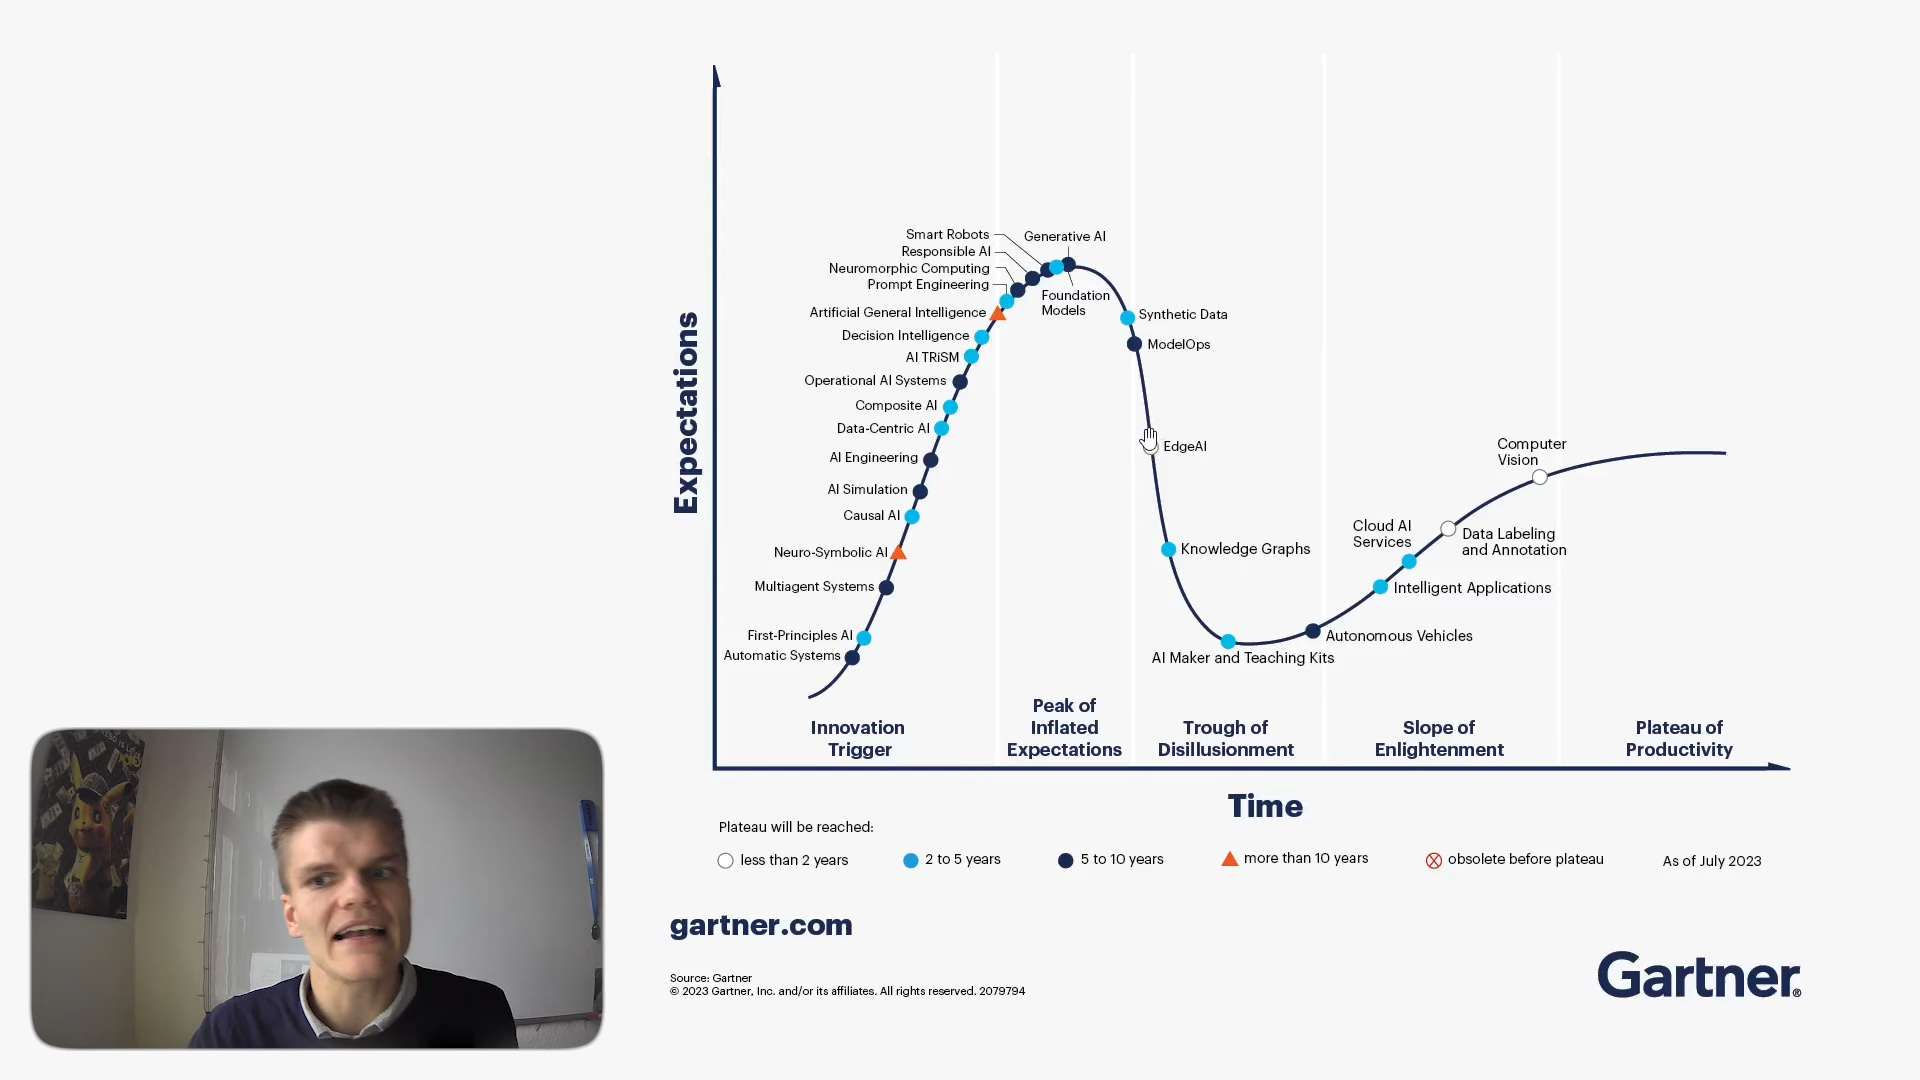 Expectations
Smart Robots
Responsible AI
Neuromorphic Computing
Prompt Engineering
Artificial General Intelligence
Decision Intelligence
AI TRiSM
Operational AI Systems
Composite AI
Data-Centric AI
AI Engineering
AI Simulation
Causal AI
Neuro-Symbolic AI
Multiagent Systems
First-Principles AI
Automatic Systems
Generative AI
Foundation
Models
Synthetic Data
ModelOps
EdgeAI
Knowledge Graphs
AI Maker and Teaching Kits
Autonomous Vehicles
Intelligent Applications
Cloud AI
Services
Data Labeling
and Annotation
Computer
Vision
Innovation
Trigger
Peak of
Inflated
Expectations
Trough of
Disillusionment
Slope of
Enlightenment
Plateau of
Productivity
Time
Plateau will be reached:
less than 2 years
2 to 5 years
5 to 10 years
more than 10 years
obsolete before plateau
As of July 2023
gartner.com
Source: Gartner
© 2023 Gartner, Inc. and/or its affiliates. All rights reserved. 2079794
Gartner®